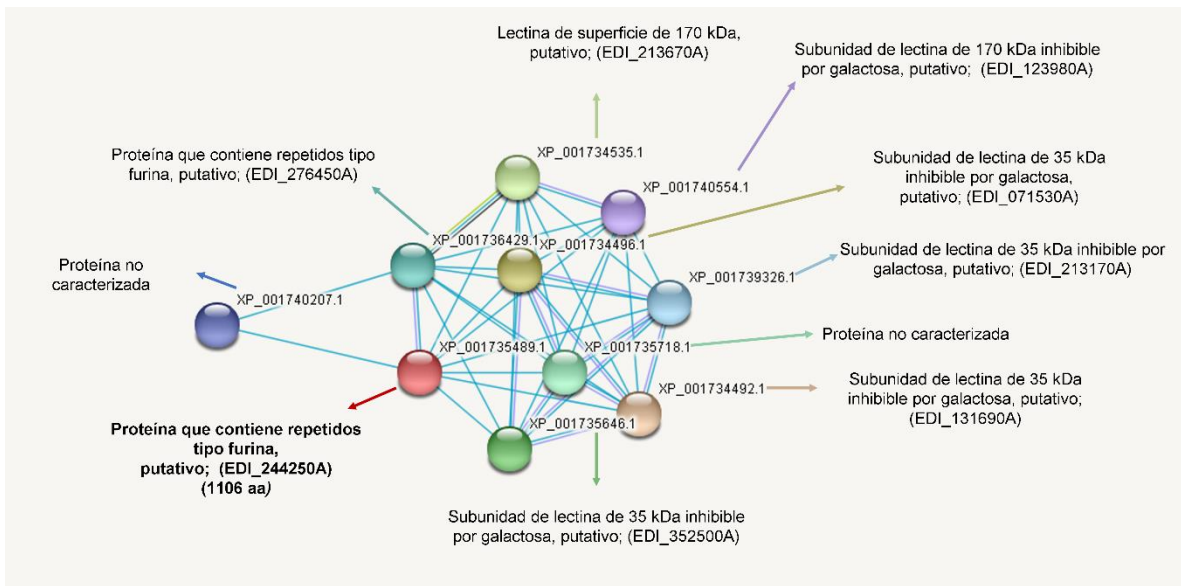 Lectina de superficie de 170 kDa,
putativo; (EDI_213670A)
Subunidad de lectina de 170 kDa inhibible
por galactosa, putativo;  (EDI_123980A)
Proteína que contiene repetidos tipo
furina, putativo; (EDI_276450A)
XP_001734535.1
XP_001740554.1
Subunidad de lectina de 35 kDa
inhibible por galactosa,
putativo; (EDI_071530A)
XP_001736429.1
XP_001734496.1
Proteína no
caracterizada
XP_001740207.1
XP_001739326.1
Subunidad de lectina de 35 kDa inhibible por
galactosa, putativo; (EDI_213170A)
XP_001735489.1
XP_001735718.1
Proteína no caracterizada
XP_001734492.1
Subunidad de lectina de 35 kDa
inhibible por galactosa, putativo;
(EDI_131690A)
XP_001735646.1
Proteína que contiene repetidos
tipo furina,
putativo;  (EDI_244250A)
(1106 aa)
Subunidad de lectina de 35 kDa inhibible
por galactosa, putativo; (EDI_352500A)